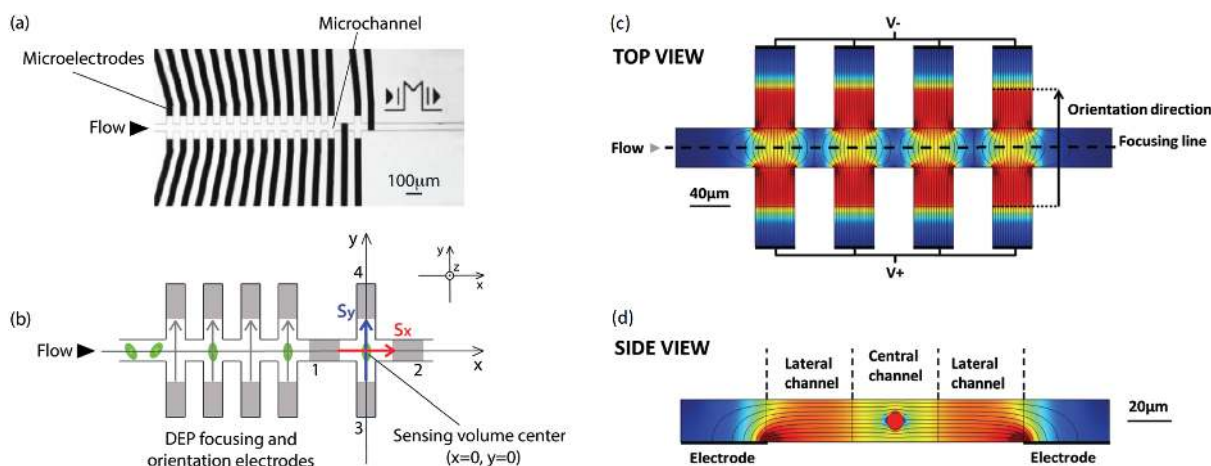 (a)
Microchannel
Microelectrodes
Flow
100μm
(b)
y
4
y
z
x
Sy
Sx
Flow
x
1
2
3
DEP focusing and
orientation electrodes
Sensing volume center
(x=0, y=0)
(c)
V-
TOP VIEW
Orientation direction
Flow
Focusing line
40μm
V+
(d)
SIDE VIEW
Lateral
channel
Central
channel
Lateral
channel
20μm
Electrode
Electrode